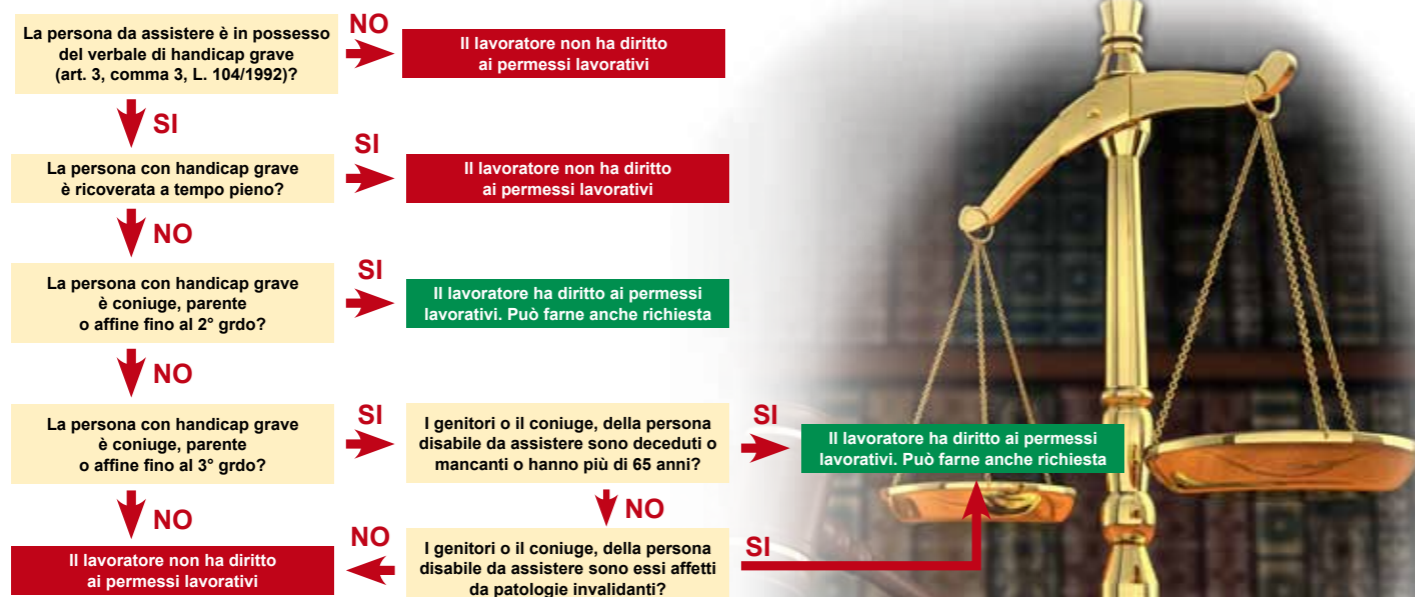 La persona da assistere è in possesso
del verbale di handicap grave
(art. 3, comma 3, L. 104/1992)?
NO
Il lavoratore non ha diritto
ai permessi lavorativi
SI
La persona con handicap grave
è ricoverata a tempo pieno?
SI
Il lavoratore non ha diritto
ai permessi lavorativi
NO
La persona con handicap grave
è coniuge, parente
o affine fino al 2° grdo?
SI
Il lavoratore ha diritto ai permessi
lavorativi. Può farne anche richiesta
NO
La persona con handicap grave
è coniuge, parente
o affine fino al 3° grdo?
SI
I genitori o il coniuge, della persona
disabile da assistere sono deceduti o
mancanti o hanno più di 65 anni?
SI
Il lavoratore ha diritto ai permessi
lavorativi. Può farne anche richiesta
NO
NO
Il lavoratore non ha diritto
ai permessi lavorativi
NO
I genitori o il coniuge, della persona
disabile da assistere sono essi affetti
da patologie invalidanti?
SI